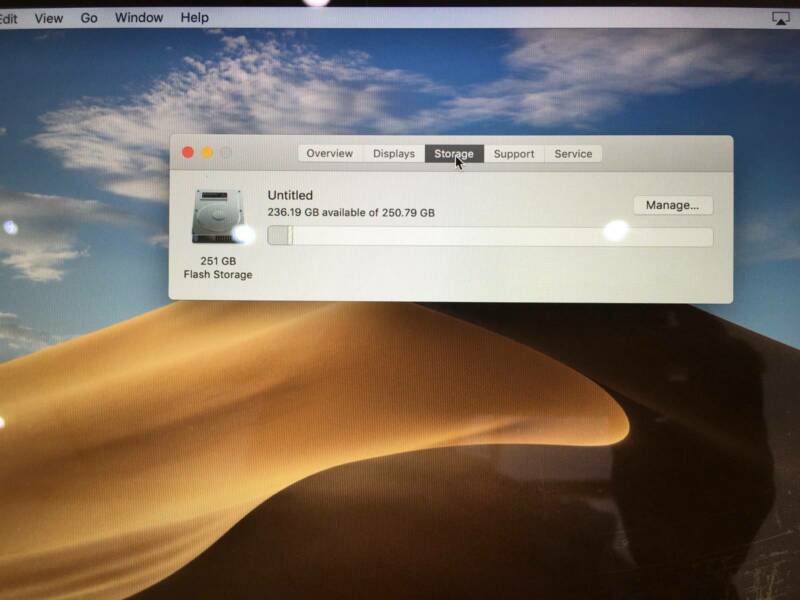 View Go Window Help
Overview Displays Storage Support Service
Untitled
236.19 GB available of 250.79 GB
Manage...
251 GB
Flash Storage